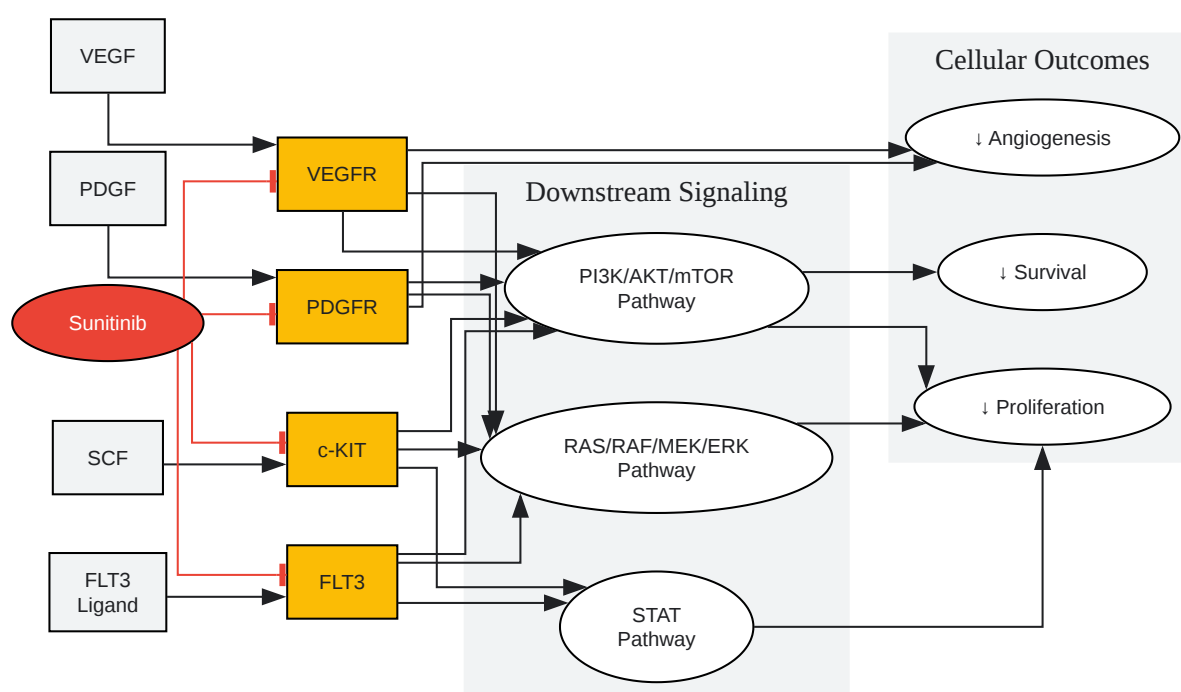 VEGF
PDGF
Sunitinib
SCF
FLT3
Ligand
VEGFR
PDGFR
c-KIT
FLT3
Downstream Signaling
PI3K/AKT/mTOR
Pathway
RAS/RAF/MEK/ERK
Pathway
STAT
Pathway
Cellular Outcomes
↓ Angiogenesis
↓ Survival
↓ Proliferation